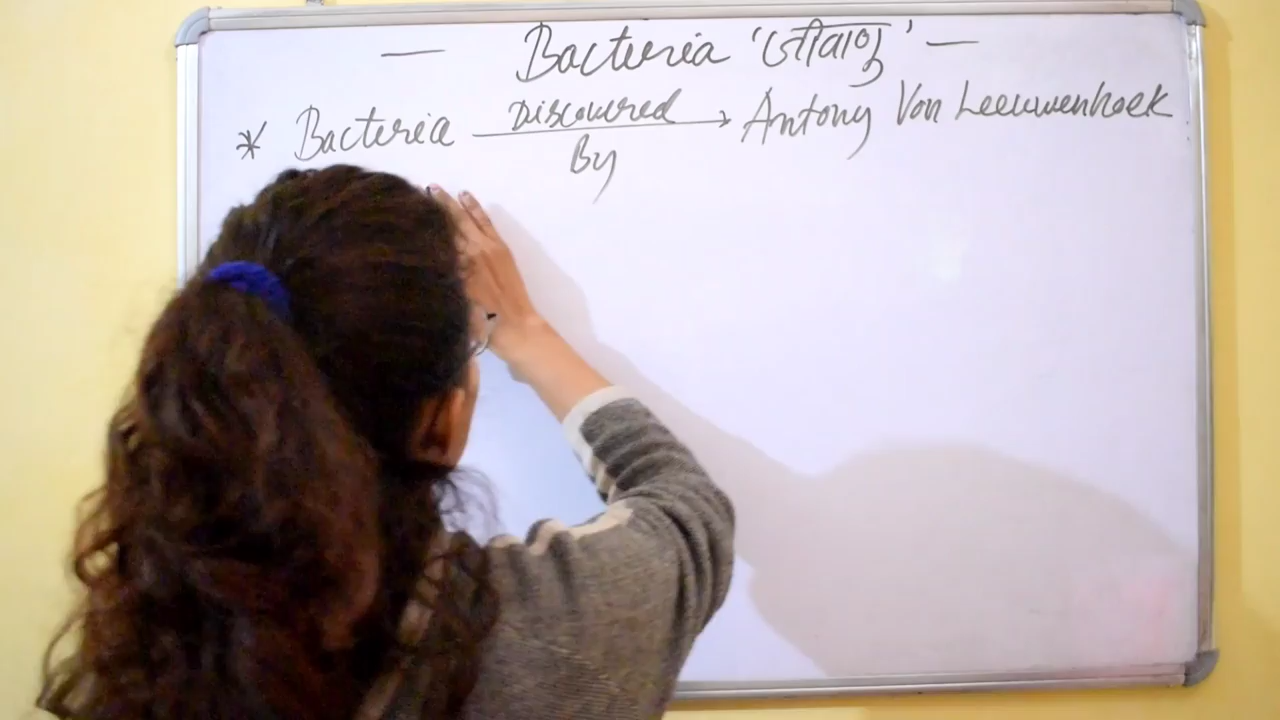 — Bacteria 'जीवाणु' —
* Bacteria Discovered By → Antony Von Leeuwenhoek